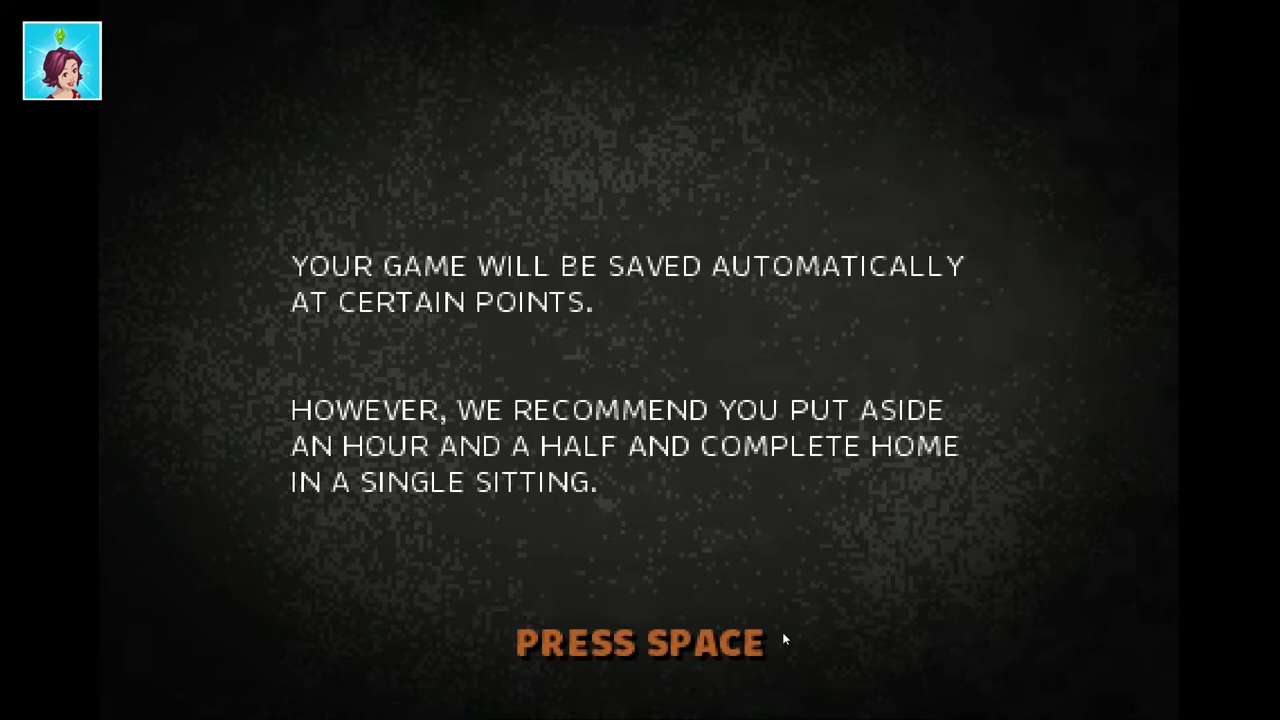 YOUR GAME WILL BE SAVED AUTOMATICALLY
AT CERTAIN POINTS.
HOWEVER, WE RECOMMEND YOU PUT ASIDE
AN HOUR AND A HALF AND COMPLETE HOME
IN A SINGLE SITTING.
PRESS SPACE